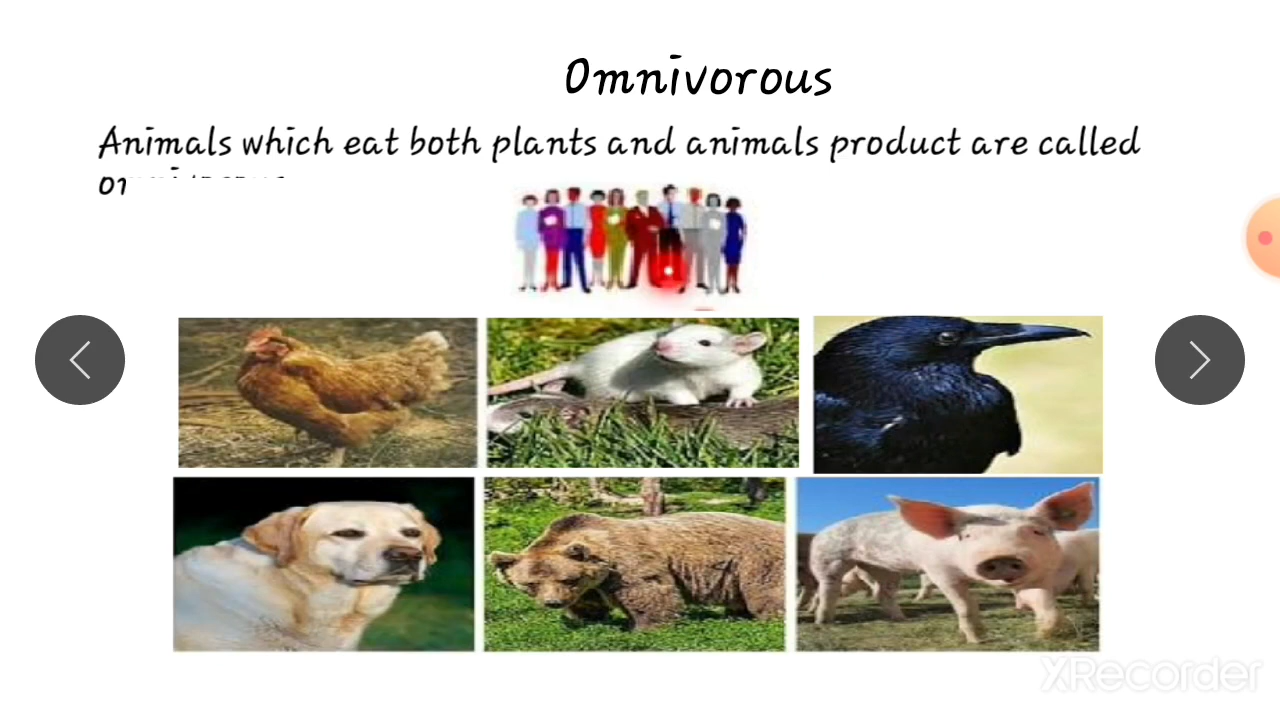 Omnivorous
Animals which eat both plants and animals product are called
XRecorder